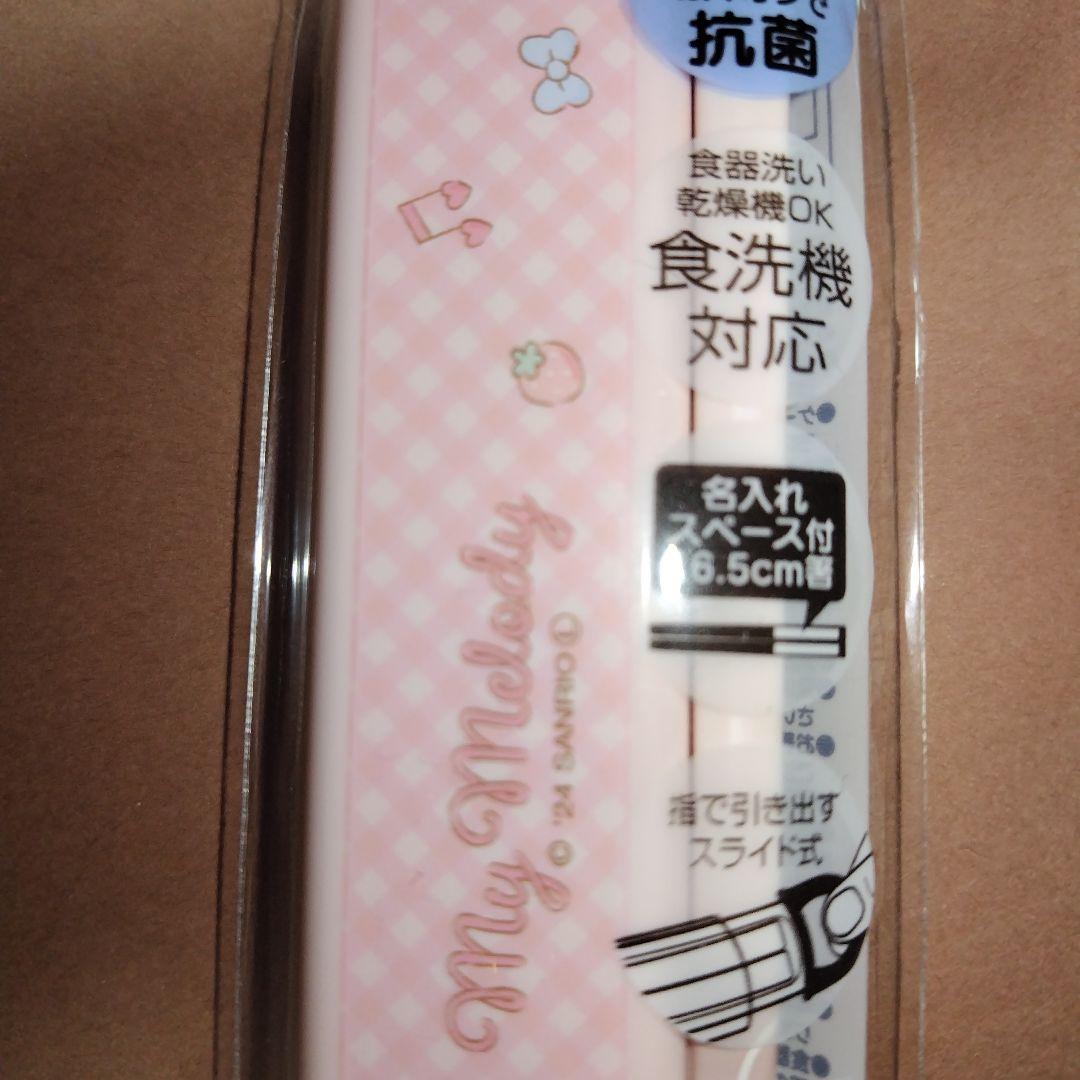 抗菌
食器洗い
乾燥機OK
食洗機
対応
名入れ
スペース付
6.5cm箸
指で引き出す
スライド式
My Melody
© '24 SANRIO Ⓛ